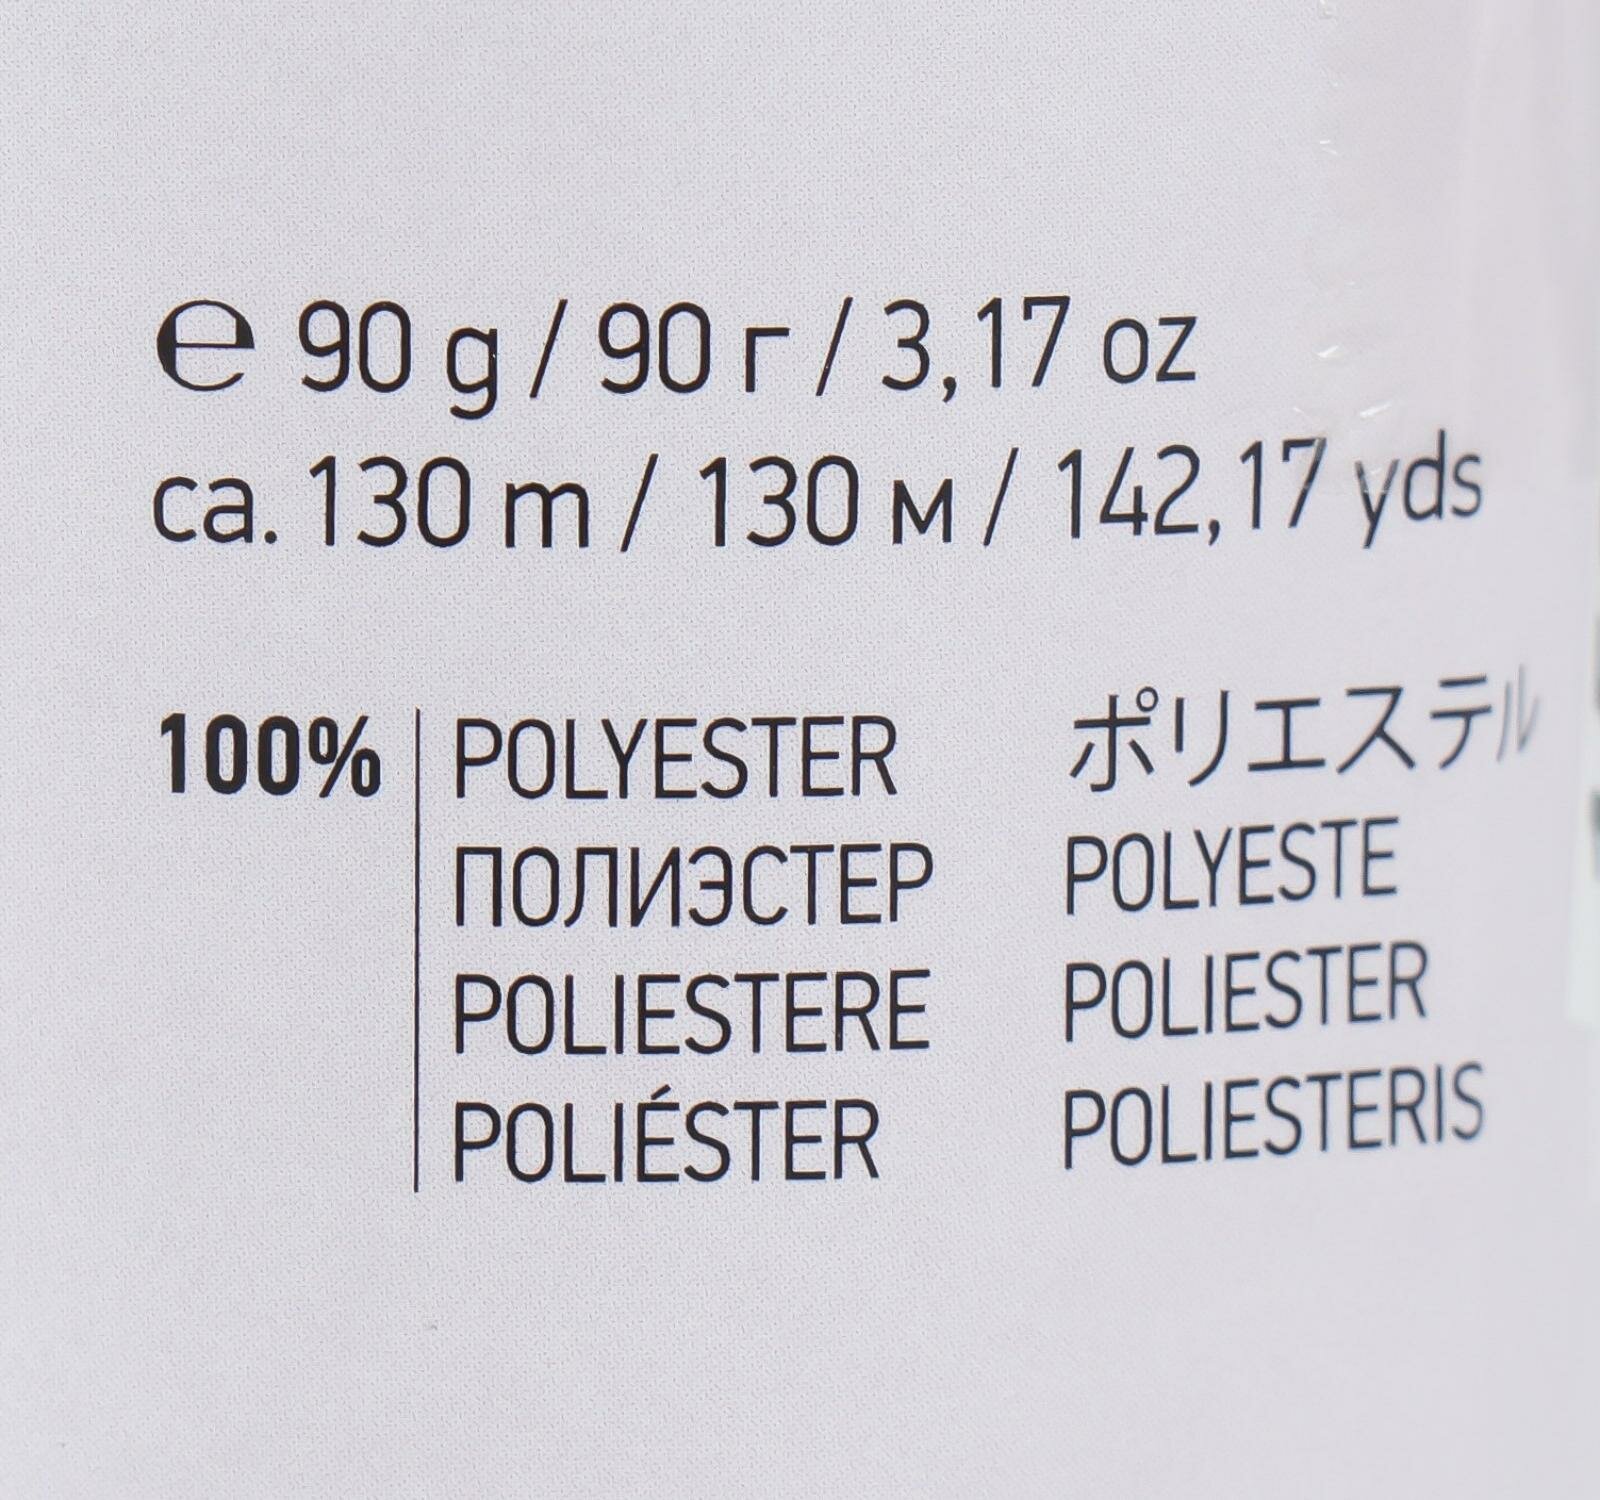 ℮ 90 g / 90 г / 3,17 oz
ca. 130 m / 130 м / 142,17 yds
100% POLYESTER ポリエステル
ПОЛИЭСТЕР POLYESTE
POLIESTERE POLIESTER
POLIÉSTER POLIESTERIS